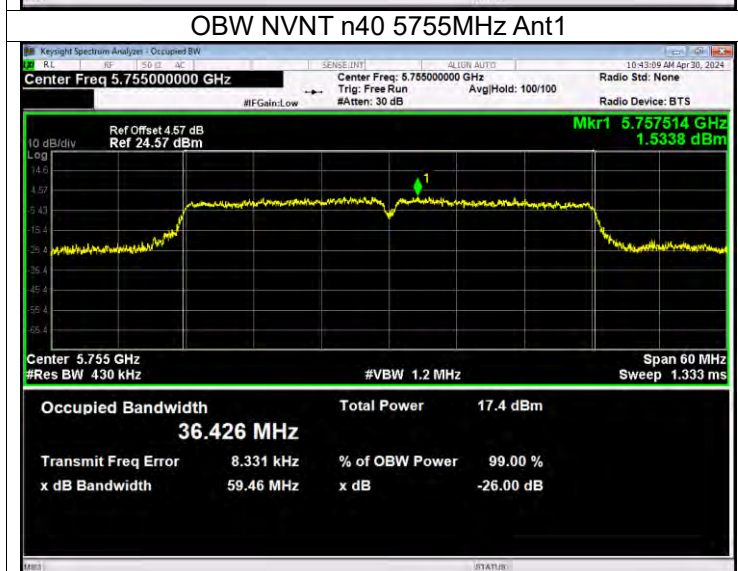 OBW NVNT n40 5755MHz Ant1
Keysight Spectrum Analyzer - Occupied BW
RL RF 50 Ω AC SENSE:INT ALIGN AUTO 10:43:09 AM Apr 30, 2024
Center Freq 5.755000000 GHz Center Freq: 5.755000000 GHz Radio Std: None
Trig: Free Run Avg|Hold: 100/100
#IFGain:Low #Atten: 30 dB Radio Device: BTS
Ref Offset 4.57 dB Mkr1 5.757514 GHz
10 dB/div Ref 24.57 dBm 1.5338 dBm
Log
14.6
4.57
-5.43
-15.4
-25.4
-35.4
-45.4
-55.4
-65.4
1
Center 5.755 GHz Span 60 MHz
#Res BW 430 kHz #VBW 1.2 MHz Sweep 1.333 ms
Occupied Bandwidth Total Power 17.4 dBm
36.426 MHz
Transmit Freq Error 8.331 kHz % of OBW Power 99.00 %
x dB Bandwidth 59.46 MHz x dB -26.00 dB
MSG STATUS